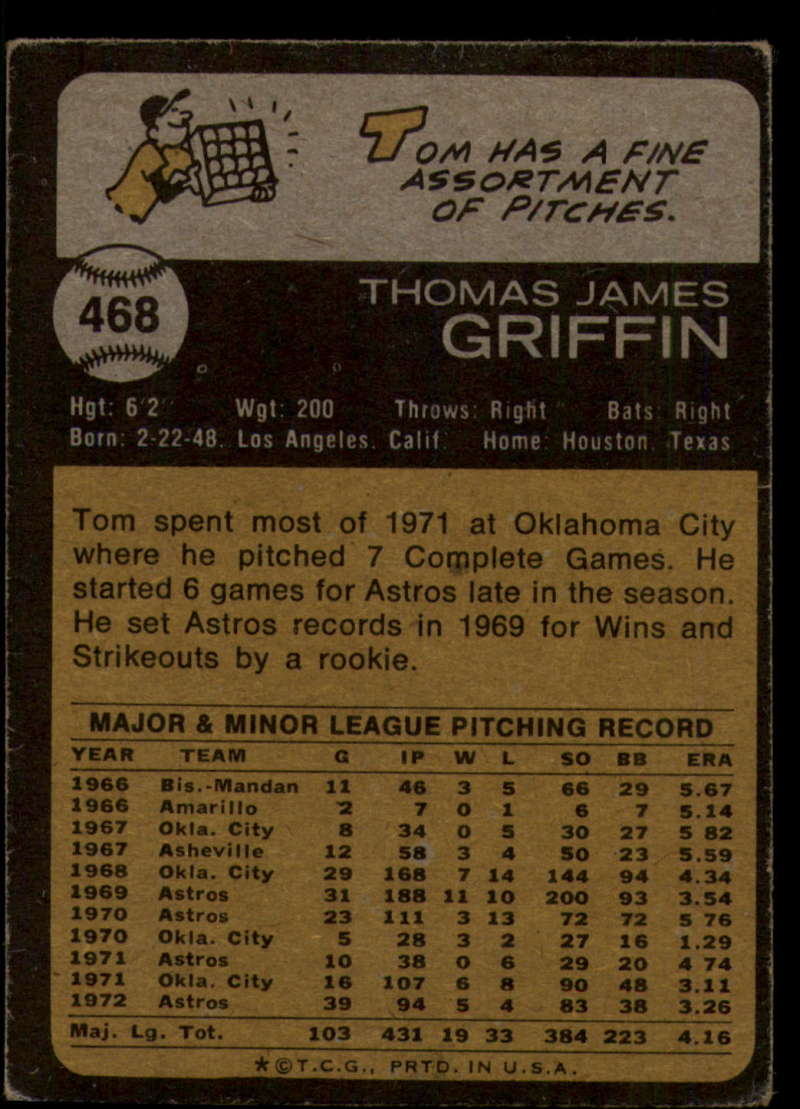 TOM HAS A FINE
ASSORTMENT
OF PITCHES.
468
THOMAS JAMES
GRIFFIN
Hgt: 6'2" Wgt: 200 Throws: Right Bats: Right
Born: 2-22-48. Los Angeles. Calif. Home: Houston. Texas
Tom spent most of 1971 at Oklahoma City
where he pitched 7 Complete Games. He
started 6 games for Astros late in the season.
He set Astros records in 1969 for Wins and
Strikeouts by a rookie.
MAJOR & MINOR LEAGUE PITCHING RECORD
YEAR TEAM G IP W L SO BB ERA
1966 Bis.-Mandan 11 46 3 5 66 29 5.67
1966 Amarillo 2 7 0 1 6 7 5.14
1967 Okla. City 8 34 0 5 30 27 5 82
1967 Asheville 12 58 3 4 50 23 5.59
1968 Okla. City 29 168 7 14 144 94 4.34
1969 Astros 31 188 11 10 200 93 3.54
1970 Astros 23 111 3 13 72 72 5 76
1970 Okla. City 5 28 3 2 27 16 1.29
1971 Astros 10 38 0 6 29 20 4 74
1971 Okla. City 16 107 6 8 90 48 3.11
1972 Astros 39 94 5 4 83 38 3.26
Maj. Lg. Tot. 103 431 19 33 384 223 4.16
*©T.C.G., PRTD. IN U.S.A.